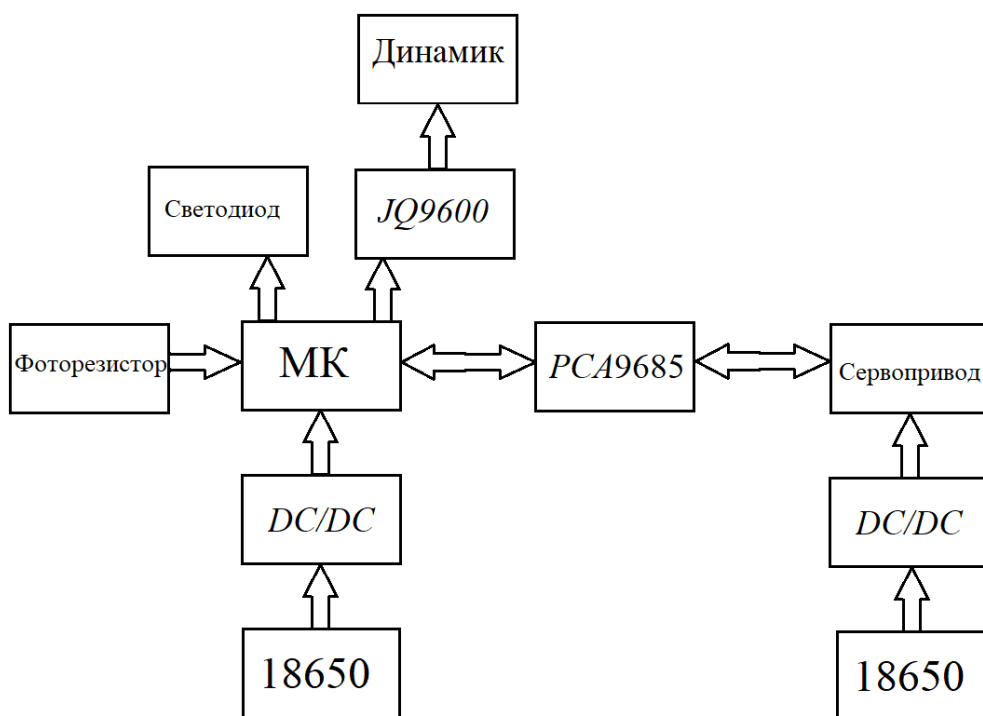 Динамик
Светодиод
JQ9600
Фоторезистор
МК
PCA9685
Сервопривод
DC/DC
DC/DC
18650
18650